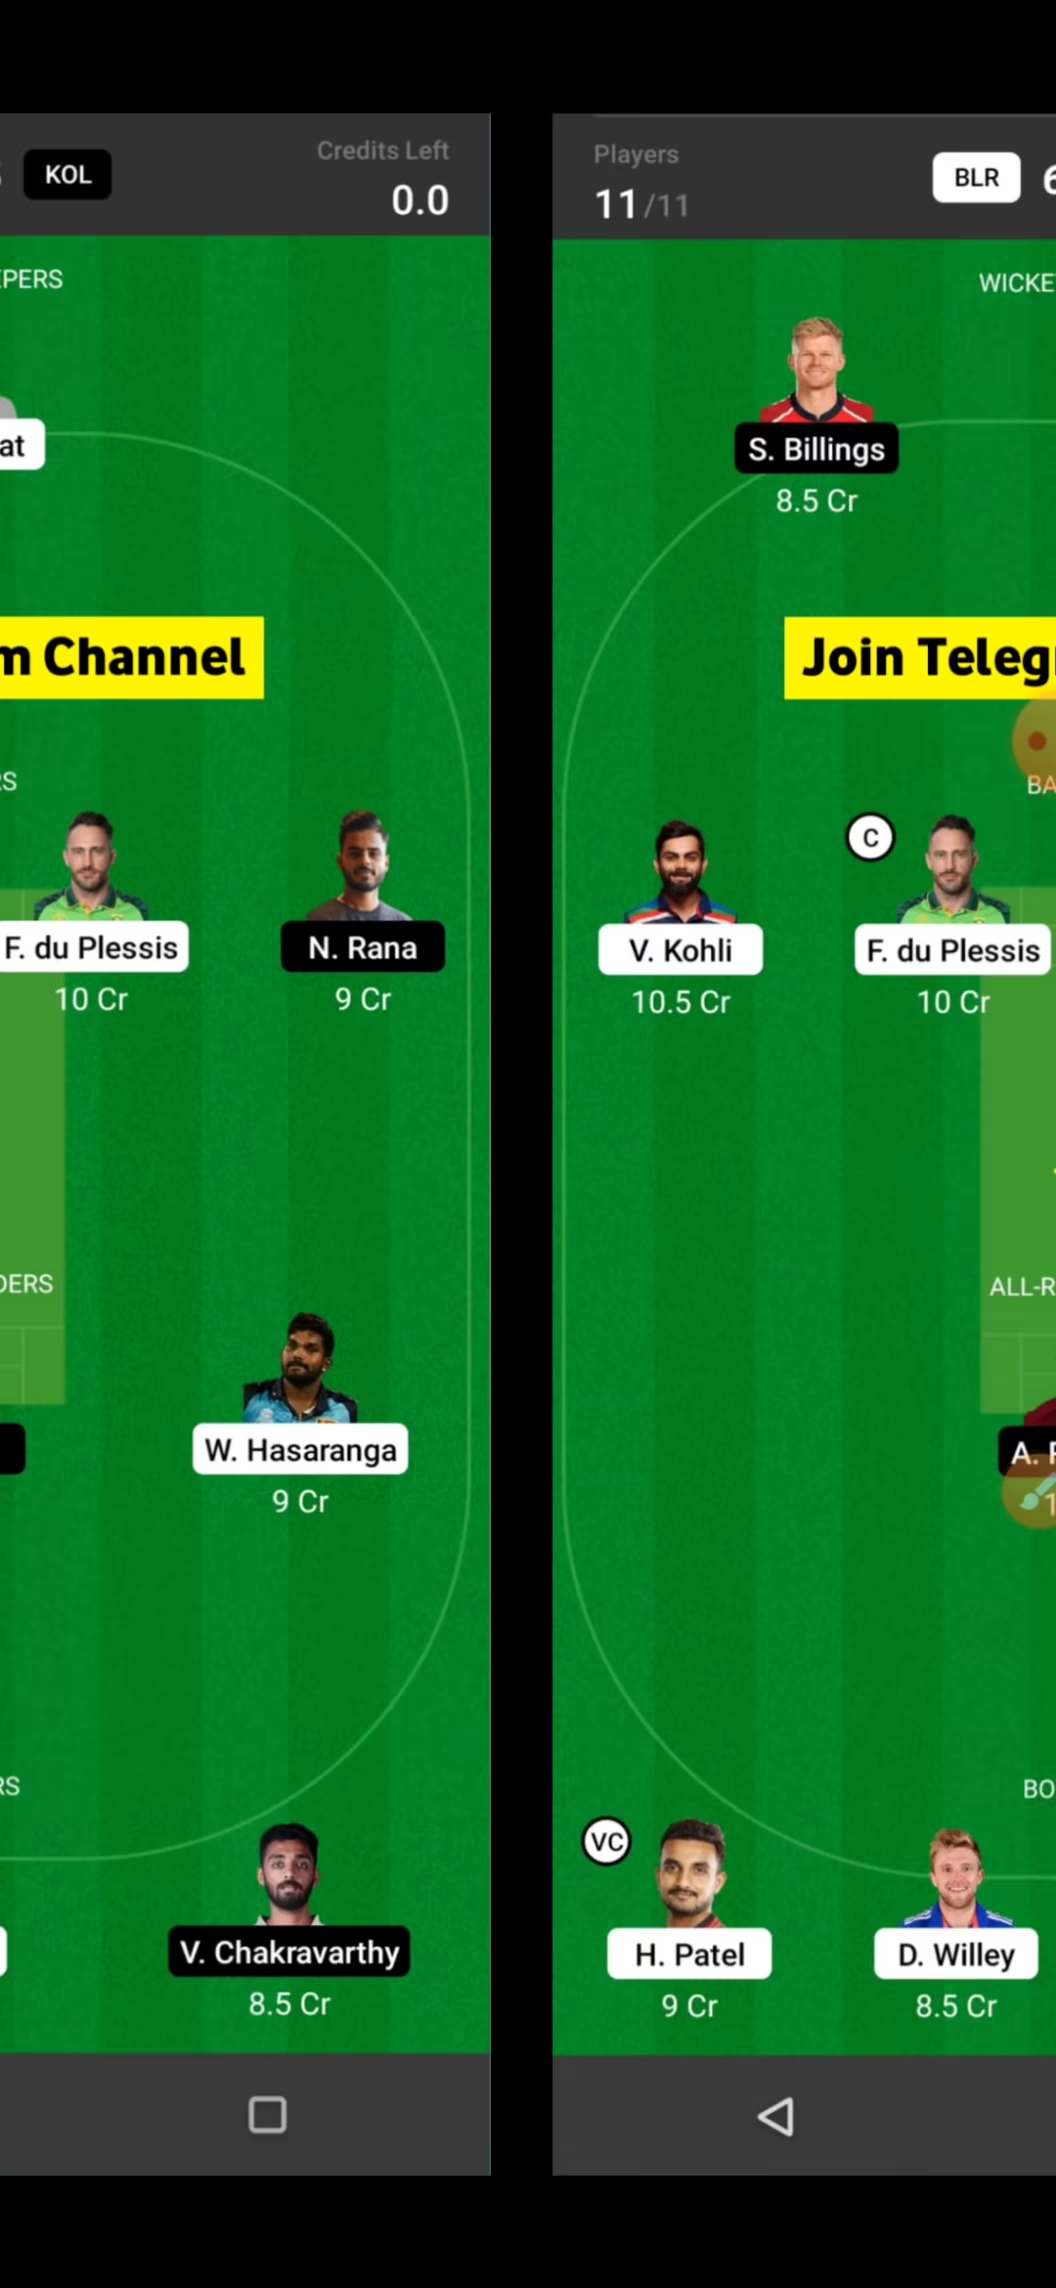 KOL
Credits Left
0.0
F. du Plessis
10 Cr
N. Rana
9 Cr
W. Hasaranga
9 Cr
V. Chakravarthy
8.5 Cr
Channel
Players
11/11
BLR
S. Billings
8.5 Cr
Join
V. Kohli
10.5 Cr
C
F. du Plessis
10 Cr
A.
VC
H. Patel
9 Cr
D. Willey
8.5 Cr